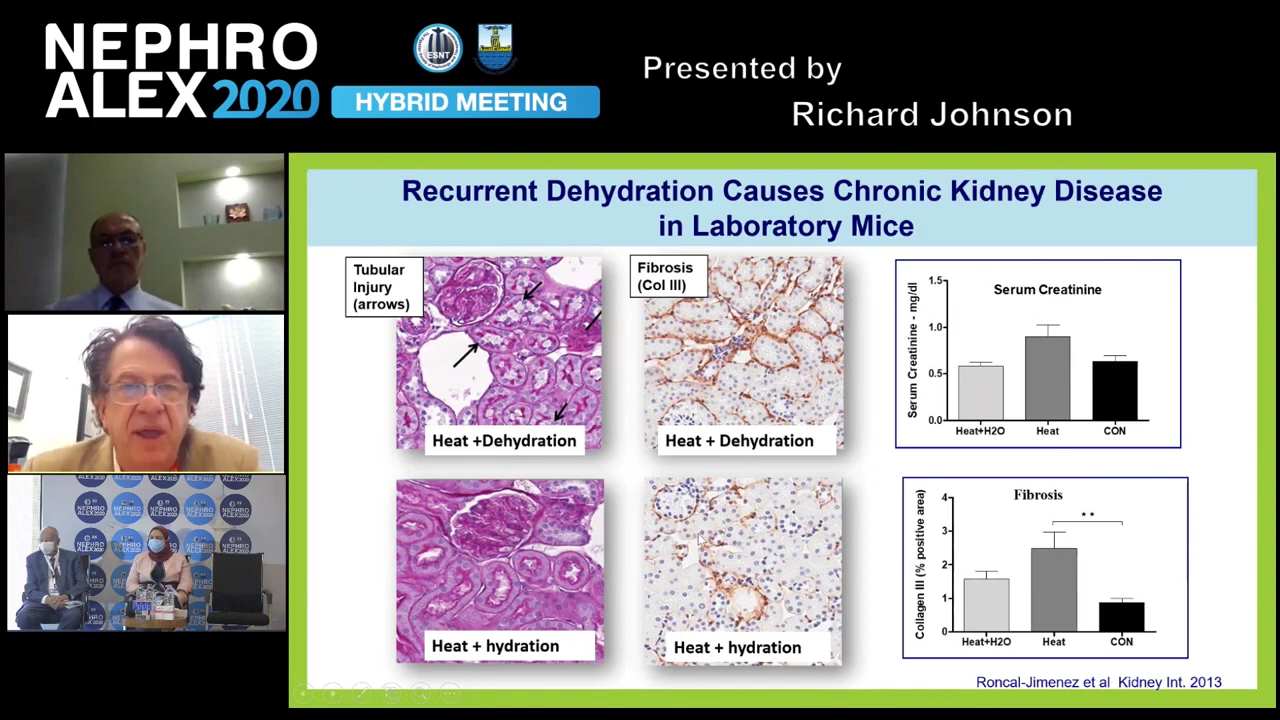 NEPHRO
ALEX 2020
HYBRID MEETING
ESNT
Presented by
Richard Johnson
Recurrent Dehydration Causes Chronic Kidney Disease
in Laboratory Mice
Tubular
Injury
(arrows)
Heat +Dehydration
Fibrosis
(Col III)
Heat + Dehydration
Serum Creatinine
Serum Creatinine - mg/dl
1.5
1.0
0.5
0.0
Heat+H2O
Heat
CON
Heat + hydration
Heat + hydration
Fibrosis
Collagen III (% positive area)
4
3
2
1
0
**
Heat+H2O
Heat
CON
Roncal-Jimenez et al Kidney Int. 2013
NEPHRO
ALEX2020